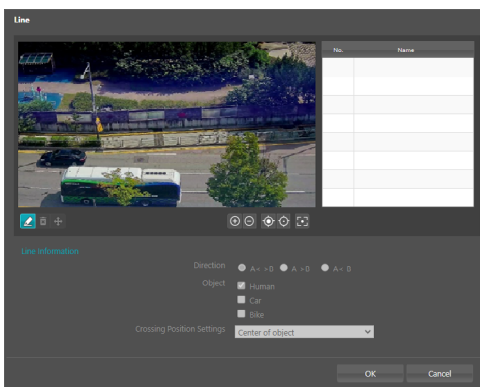 Line
No. Name
Line Information
Direction A< >B A >B A< B
Object Human
Car
Bike
Crossing Position Settings Center of object
OK Cancel